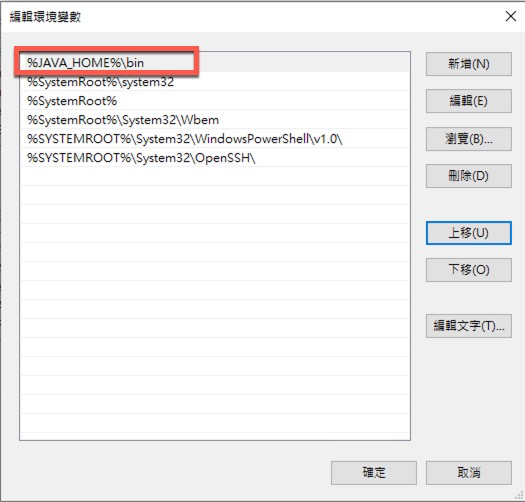 編輯環境變數
%JAVA_HOME%\bin
%SystemRoot%\system32
%SystemRoot%
%SystemRoot%\System32\Wbem
%SYSTEMROOT%\System32\WindowsPowerShell\v1.0\
%SYSTEMROOT%\System32\OpenSSH\
新增(N)
編輯(E)
瀏覽(B)...
刪除(D)
上移(U)
下移(O)
編輯文字(T)...
確定
取消